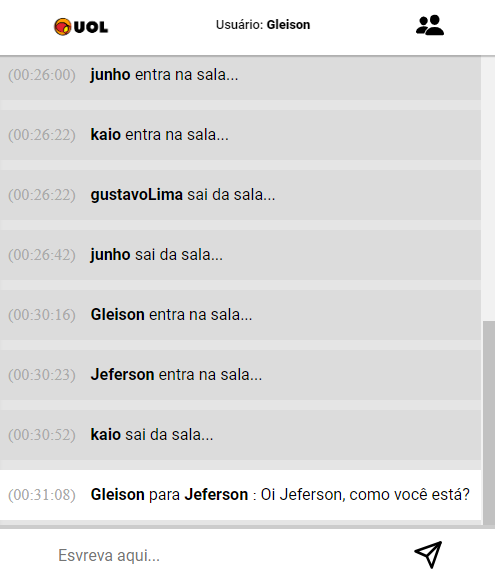 UOL
Usuário: Gleison
(00:26:00) junho entra na sala...
(00:26:22) kaio entra na sala...
(00:26:22) gustavoLima sai da sala...
(00:26:42) junho sai da sala...
(00:30:16) Gleison entra na sala...
(00:30:23) Jeferson entra na sala...
(00:30:52) kaio sai da sala...
(00:31:08) Gleison para Jeferson : Oi Jeferson, como você está?
Esvreva aqui...